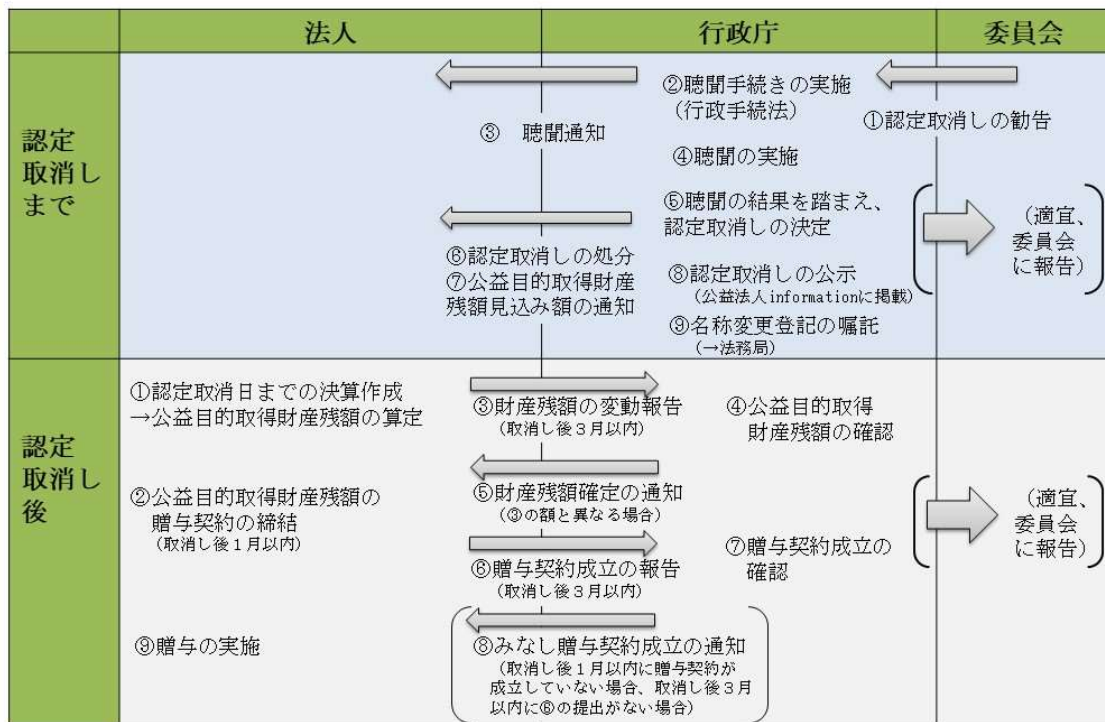 法人
行政庁
委員会
認定
取消し
まで
②聴聞手続きの実施
(行政手続法)
①認定取消しの勧告
③ 聴聞通知
④聴聞の実施
⑤聴聞の結果を踏まえ、
認定取消しの決定
(適宜、
委員会
に報告)
⑥認定取消しの処分
⑦公益目的取得財産
残額見込み額の通知
⑧認定取消しの公示
(公益法人informationに掲載)
⑨名称変更登記の嘱託
(→法務局)
認定
取消し
後
①認定取消日までの決算作成
→公益目的取得財産残額の算定
③財産残額の変動報告
(取消し後3月以内)
④公益目的取得
財産残額の確認
②公益目的取得財産残額の
贈与契約の締結
(取消し後1月以内)
⑤財産残額確定の通知
(③の額と異なる場合)
(適宜、
委員会
に報告)
⑥贈与契約成立の報告
(取消し後3月以内)
⑦贈与契約成立の
確認
⑨贈与の実施
⑧みなし贈与契約成立の通知
(取消し後1月以内に贈与契約が
成立していない場合、取消し後3月
以内に⑥の提出がない場合)